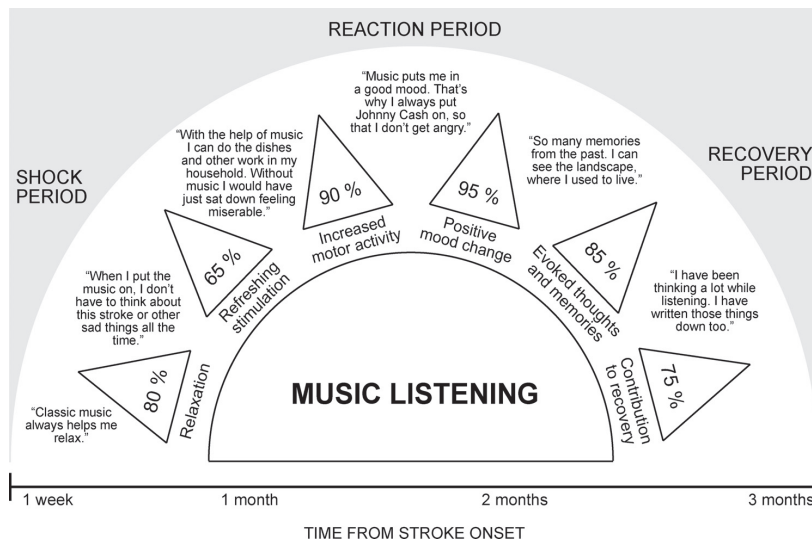 REACTION PERIOD
SHOCK
PERIOD
RECOVERY
PERIOD
“Classic music
always helps me
relax.”
80 %
Relaxation
“When I put the
music on, I don’t
have to think about
this stroke or other
sad things all the
time.”
65 %
Refreshing
stimulation
“With the help of music
I can do the dishes
and other work in my
household. Without
music I would have
just sat down feeling
miserable.”
90 %
Increased
motor activity
“Music puts me in
a good mood. That’s
why I always put
Johnny Cash on, so
that I don’t get angry.”
95 %
Positive
mood change
“So many memories
from the past. I can
see the landscape,
where I used to live.”
85 %
Evoked thoughts
and memories
“I have been
thinking a lot while
listening. I have
written those things
down too.”
75 %
Contribution
to recovery
MUSIC LISTENING
1 week
1 month
2 months
3 months
TIME FROM STROKE ONSET